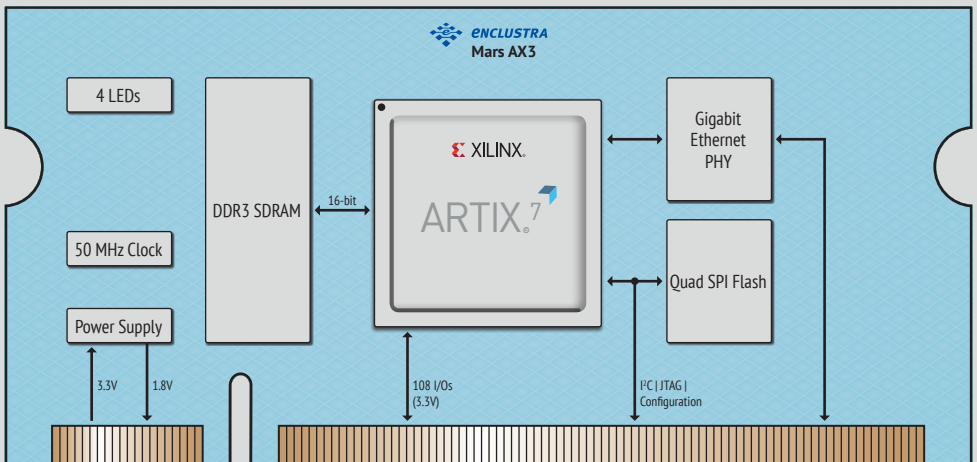 ENCLUSTRA
Mars AX3
4 LEDs
DDR3 SDRAM
50 MHz Clock
Power Supply
3.3V
1.8V
16-bit
XILINX®
ARTIX®7
Gigabit
Ethernet
PHY
Quad SPI Flash
108 I/Os
(3.3V)
I²C | JTAG |
Configuration